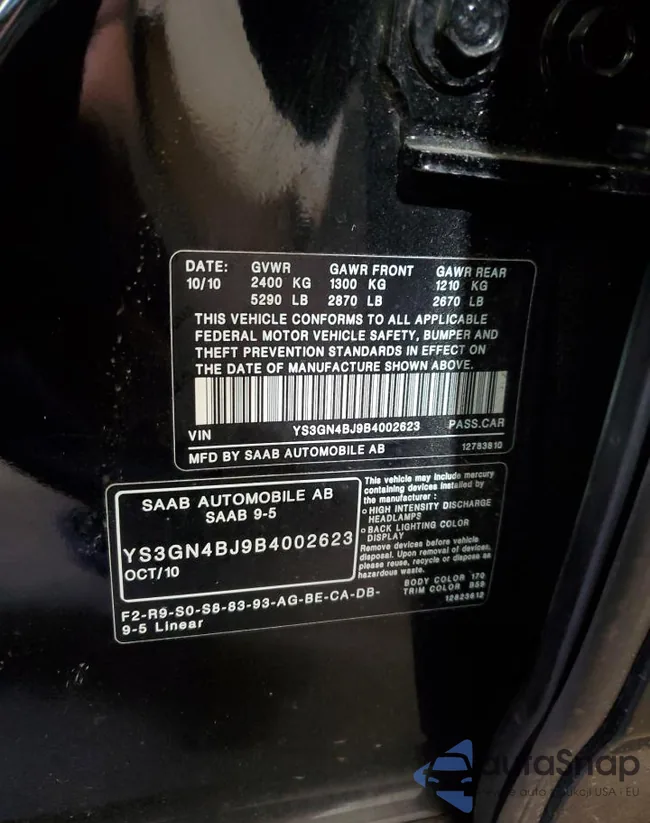 DATE: GVWR GAWR FRONT GAWR REAR
10/10 2400 KG 1300 KG 1210 KG
5290 LB 2870 LB 2670 LB
THIS VEHICLE CONFORMS TO ALL APPLICABLE
FEDERAL MOTOR VEHICLE SAFETY, BUMPER AND
THEFT PREVENTION STANDARDS IN EFFECT ON
THE DATE OF MANUFACTURE SHOWN ABOVE.
VIN YS3GN4BJ9B4002623 PASS.CAR
MFD BY SAAB AUTOMOBILE AB 12783810
SAAB AUTOMOBILE AB
SAAB 9-5
YS3GN4BJ9B4002623
OCT/10
This vehicle may include mercury
containing devices installed by
the manufacturer :
HIGH INTENSITY DISCHARGE
HEADLAMPS
BACK LIGHTING COLOR
DISPLAY
Remove devices before vehicle
disposal. Upon removal of devices,
please reuse, recycle or dispose as
hazardous waste.
F2-R9-S0-S8-83-93-AG-BE-CA-DB-
9-5 Linear
BODY COLOR 170
TRIM COLOR B59
12823612
autoSnap
aukcji USA - EU